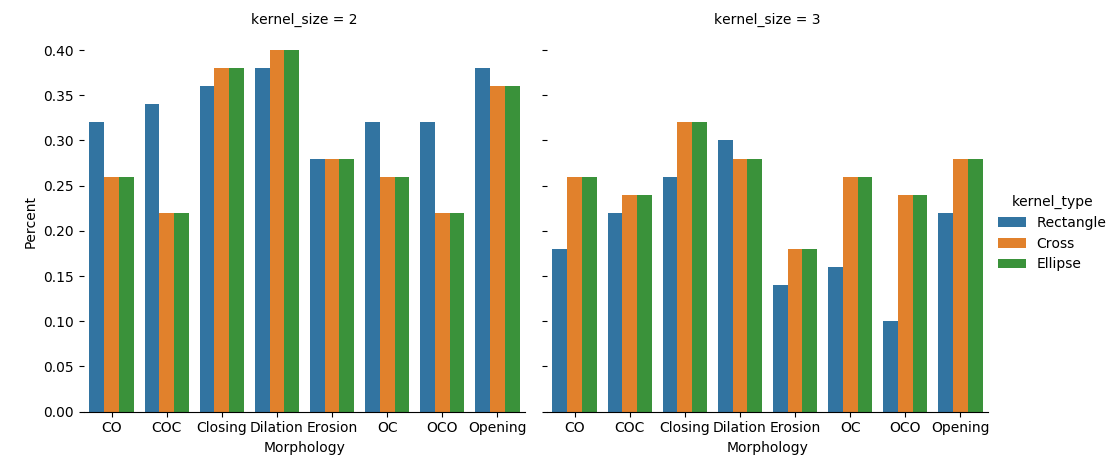 kernel_size = 2
kernel_size = 3
Percent
0.40
0.35
0.30
0.25
0.20
0.15
0.10
0.05
0.00
CO COC Closing Dilation Erosion OC OCO Opening
Morphology
CO COC Closing Dilation Erosion OC OCO Opening
Morphology
kernel_type
Rectangle
Cross
Ellipse